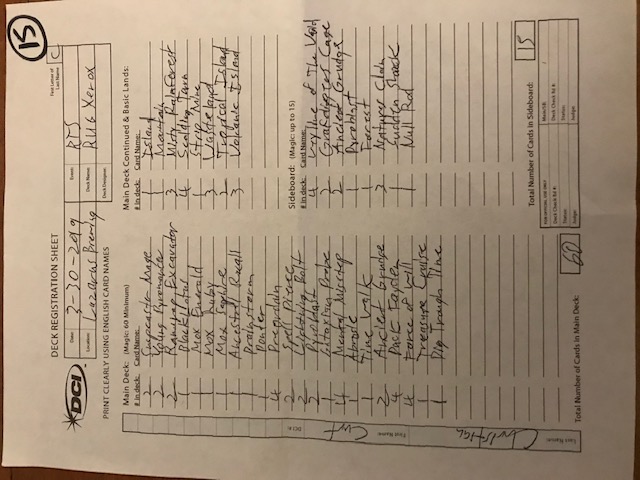 15
DCI
DECK REGISTRATION SHEET
First Letter of Last Name C
Date: 3-30-2019 Event: RTS
Location: Lazarus Brewing Deck Name: RUG Xerox
Deck Designer:
PRINT CLEARLY USING ENGLISH CARD NAMES
Main Deck: (Magic: 60 Minimum)
# in deck: Card Name:
2 Snapcaster Mage
2 Young Pyromancer
2 Ramunap Excavator
1 Black Lotus
1 Mox Emerald
1 Mox Ruby
1 Mox Sapphire
1 Ancestral Recall
1 Brainstorm
1 Ponder
4 Preordain
2 Spell Pierce
2 Lightning Bolt
2 Pyroblast
1 Gitaxian Probe
4 Mental Misstep
1 Abrade
1 Time Walk
2 Ancient Grudge
4 Dack Fayden
4 Force of Will
1 Treasure Cruise
1 Dig Trough Time
Total Number of Cards in Main Deck: 60
Main Deck Continued & Basic Lands:
# in deck: Card Name:
1 Island
1 Mountain
3 Misty Rainforest
4 Scalding Tarn
1 Strip Mine
3 Wasteland
2 Tropical Island
3 Volcanic Island
Sideboard: (Magic: up to 15)
# in deck: Card Name:
4 Leyline of The Void
2 Grafdiggers Cage
2 Ancient Grudge
1 Pyroblast
1 Forest
3 Natures Claim
1 Sudden Shock
1 Null Rod
Total Number of Cards in Sideboard: 15
FOR OFFICIAL USE ONLY Main/SB: /
Deck Check Rd #: Deck Check Rd #:
Status: Status:
Judge: Judge:
Last Name: Christian First Name: Curt DCI #: